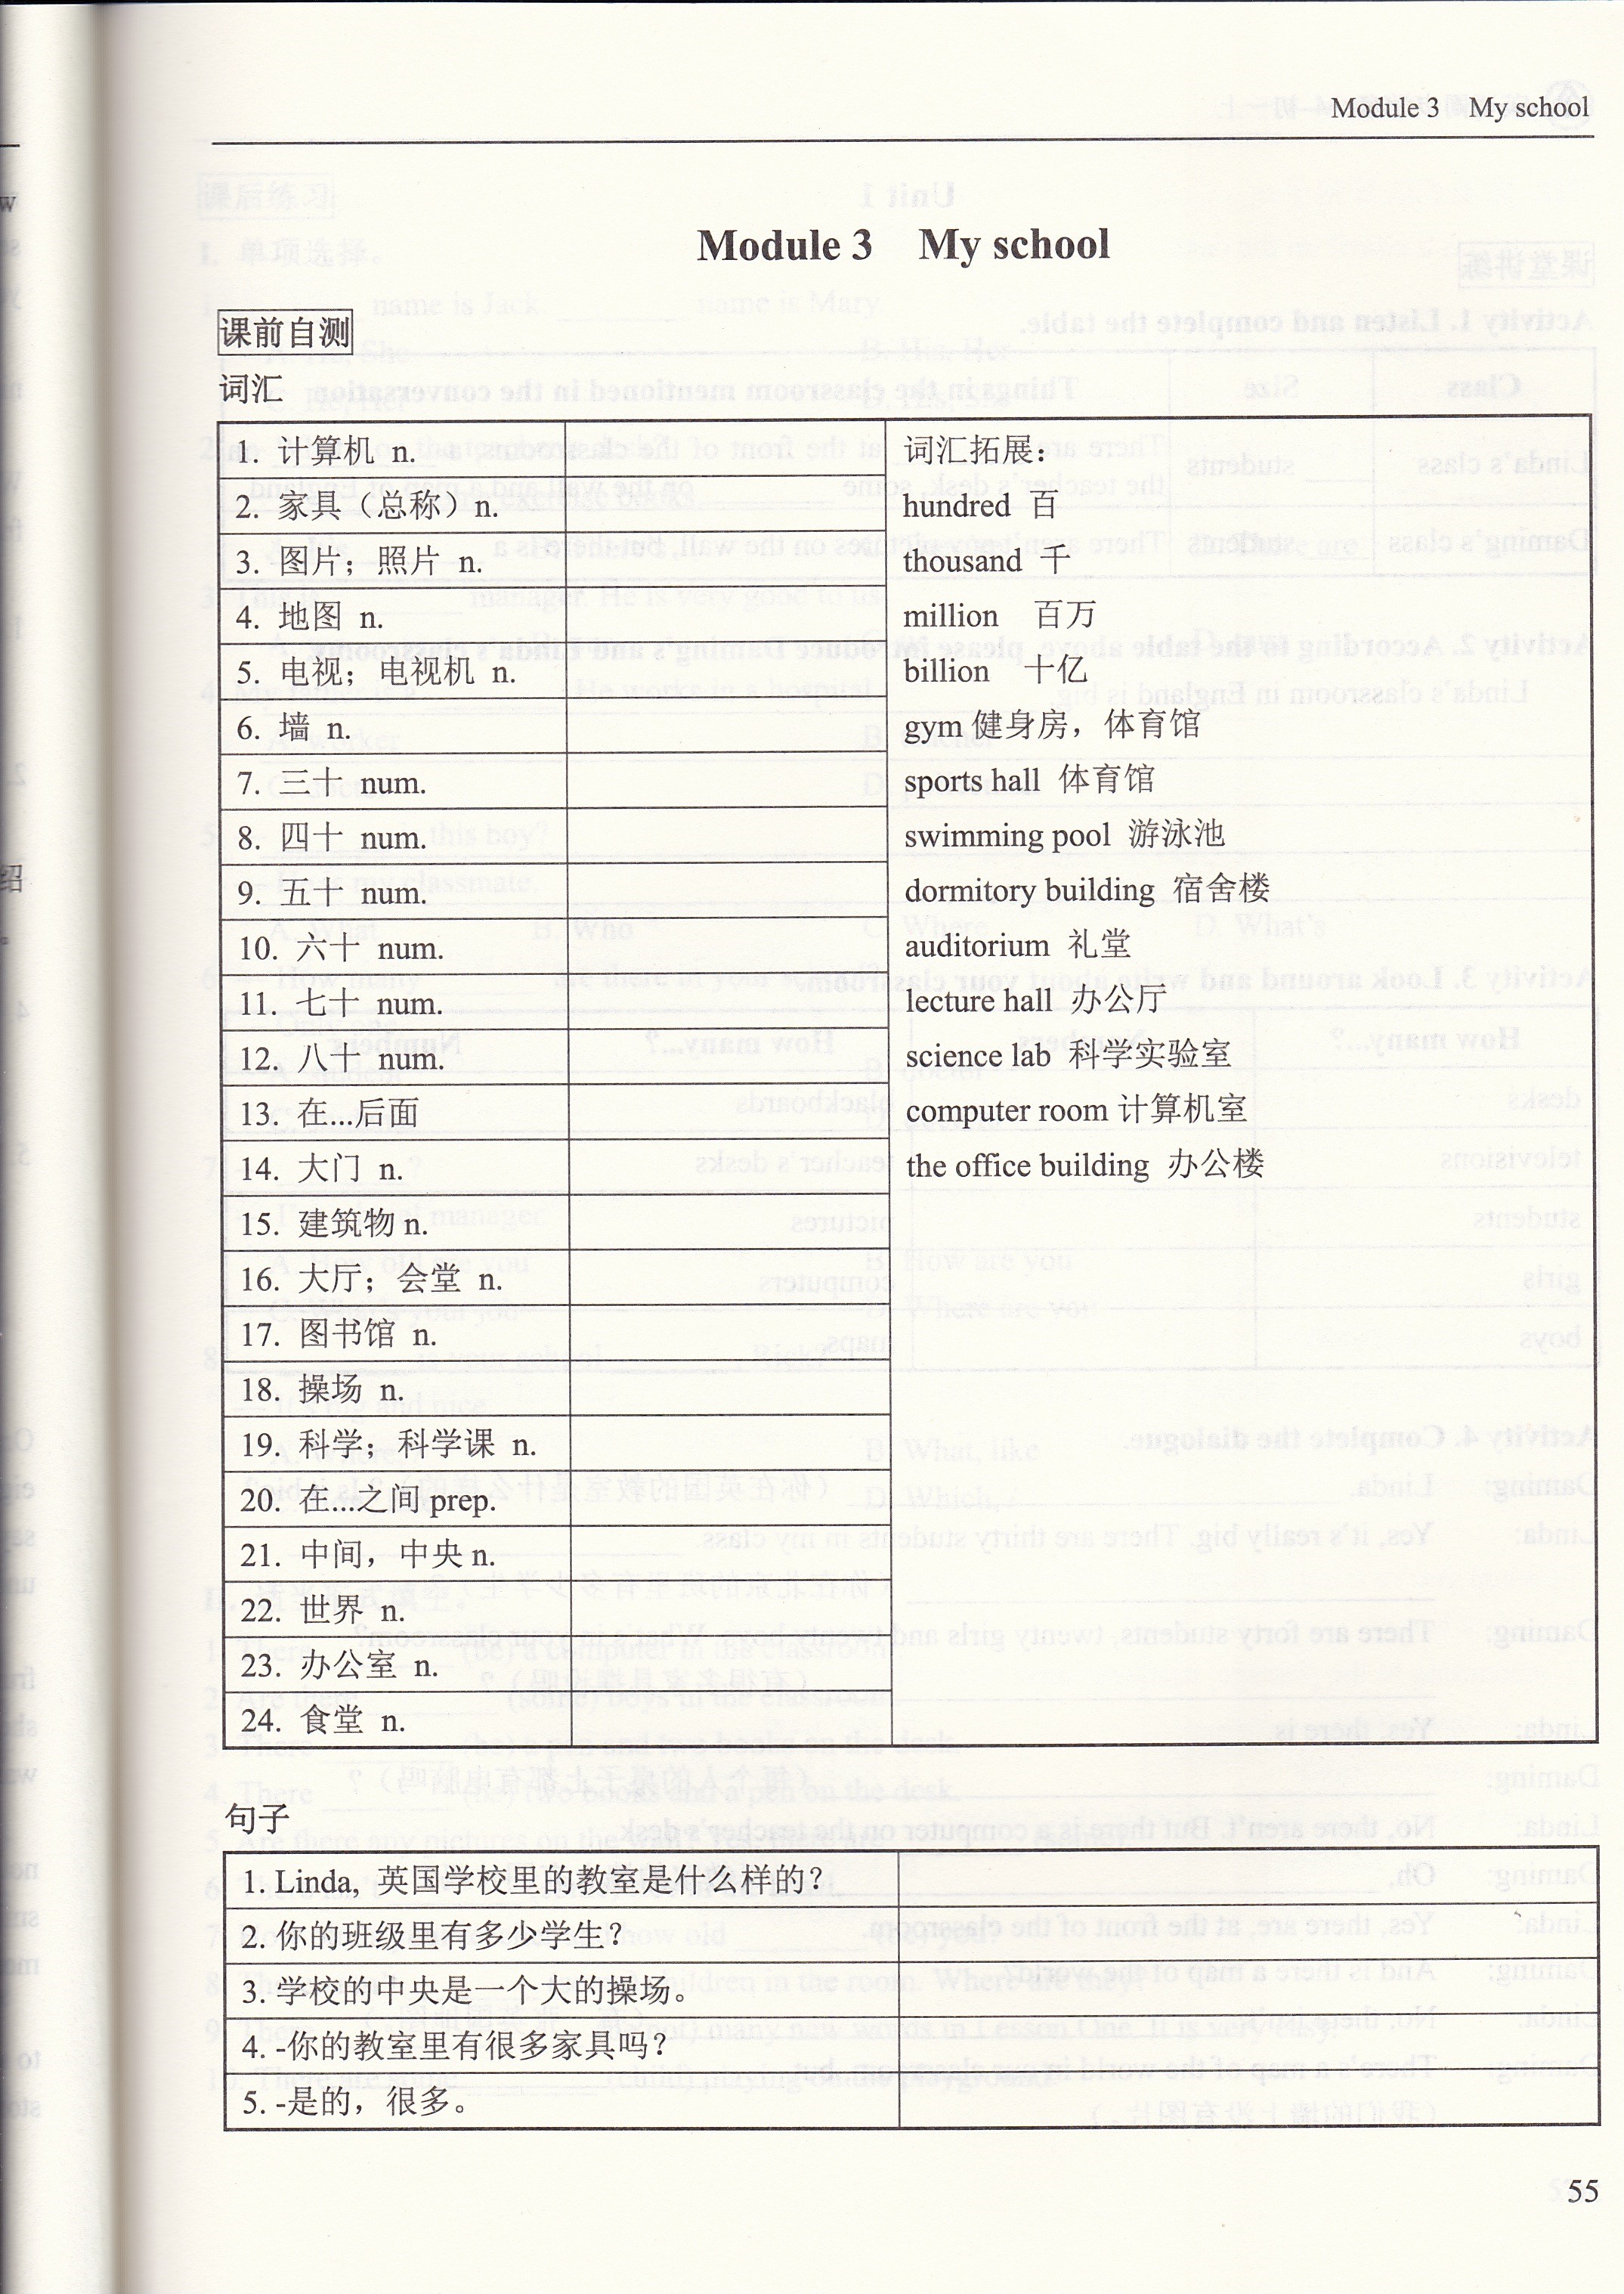 Module 3 My school
Module 3 My school
课前自测
词汇
1. 计算机 n.
2. 家具（总称）n.
3. 图片；照片 n.
4. 地图 n.
5. 电视；电视机 n.
6. 墙 n.
7. 三十 num.
8. 四十 num.
9. 五十 num.
10. 六十 num.
11. 七十 num.
12. 八十 num.
13. 在...后面
14. 大门 n.
15. 建筑物 n.
16. 大厅；会堂 n.
17. 图书馆 n.
18. 操场 n.
19. 科学；科学课 n.
20. 在...之间 prep.
21. 中间，中央 n.
22. 世界 n.
23. 办公室 n.
24. 食堂 n.
词汇拓展：
hundred 百
thousand 千
million 百万
billion 十亿
gym 健身房，体育馆
sports hall 体育馆
swimming pool 游泳池
dormitory building 宿舍楼
auditorium 礼堂
lecture hall 办公厅
science lab 科学实验室
computer room 计算机室
the office building 办公楼
句子
1. Linda, 英国学校里的教室是什么样的？
2. 你的班级里有多少学生？
3. 学校的中央是一个大的操场。
4. -你的教室里有很多家具吗？
5. -是的，很多。
55